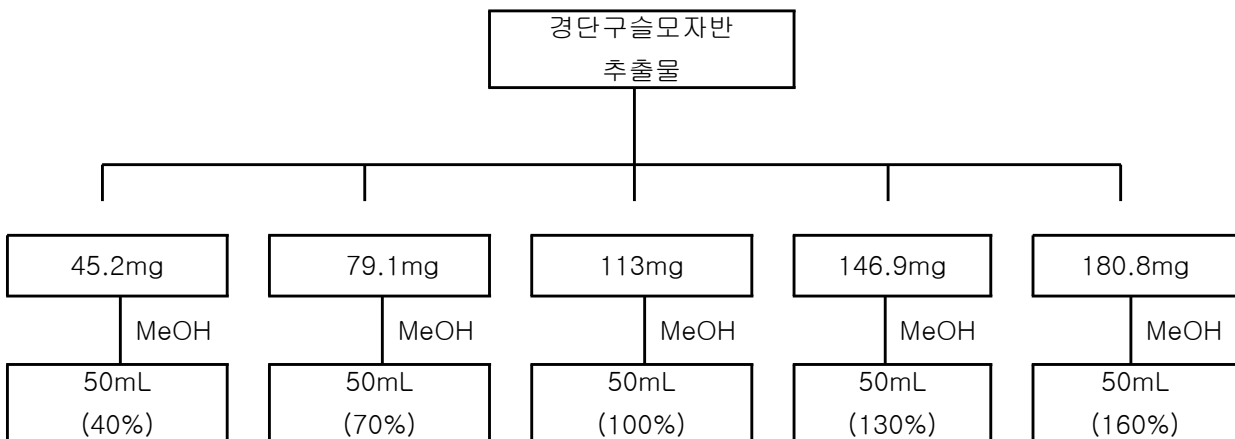 경단구슬모자반
추출물
45.2mg
79.1mg
113mg
146.9mg
180.8mg
MeOH
MeOH
MeOH
MeOH
MeOH
50mL
(40%)
50mL
(70%)
50mL
(100%)
50mL
(130%)
50mL
(160%)